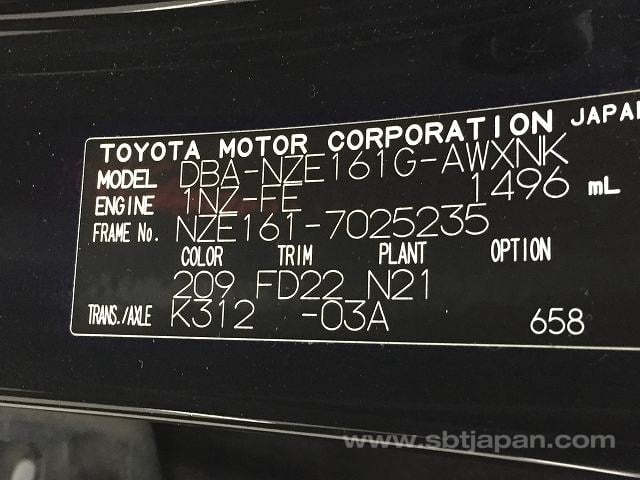 TOYOTA MOTOR CORPORATION JAPAN
MODEL DBA-NZE161G-AWXNK
ENGINE 1NZ-FE 1496 mL
FRAME No. NZE161-7025235
COLOR TRIM PLANT OPTION
209 FD22 N21
TRANS./AXLE K312 -03A 658
www.sbtjapan.com